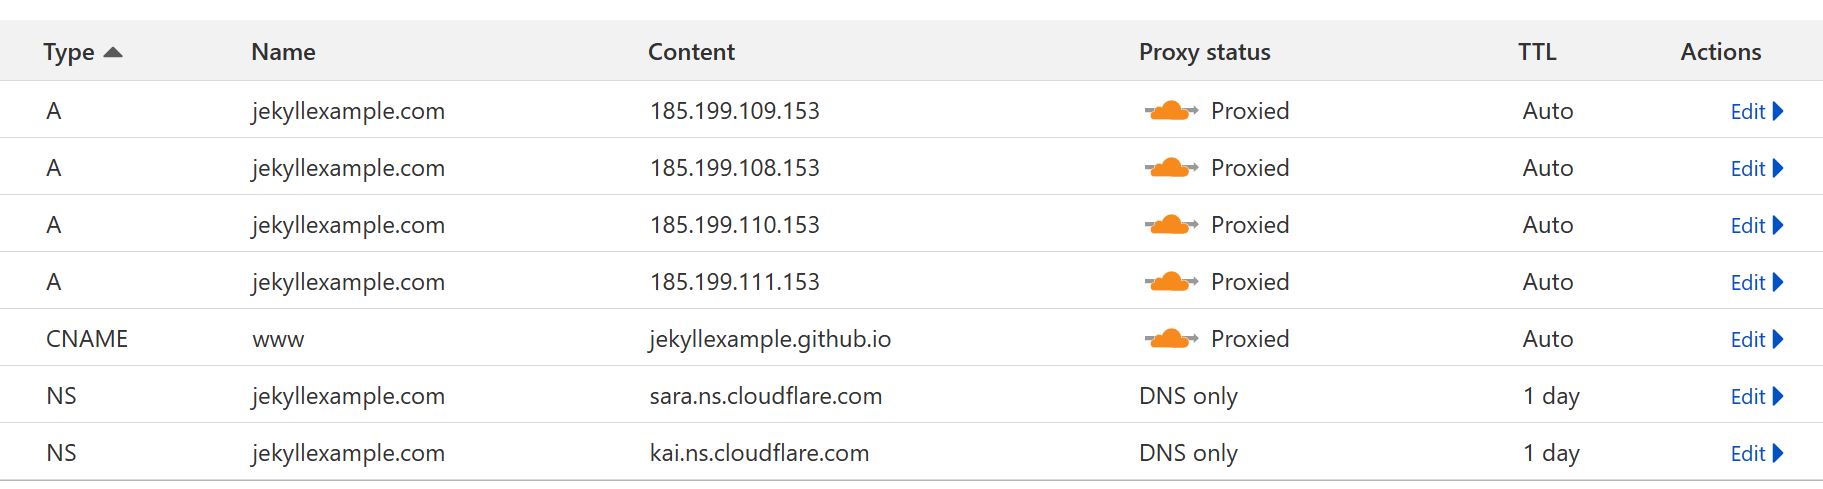 Type Name Content Proxy status TTL Actions
A jekyllexample.com 185.199.109.153 Proxied Auto Edit
A jekyllexample.com 185.199.108.153 Proxied Auto Edit
A jekyllexample.com 185.199.110.153 Proxied Auto Edit
A jekyllexample.com 185.199.111.153 Proxied Auto Edit
CNAME www jekyllexample.github.io Proxied Auto Edit
NS jekyllexample.com sara.ns.cloudflare.com DNS only 1 day Edit
NS jekyllexample.com kai.ns.cloudflare.com DNS only 1 day Edit